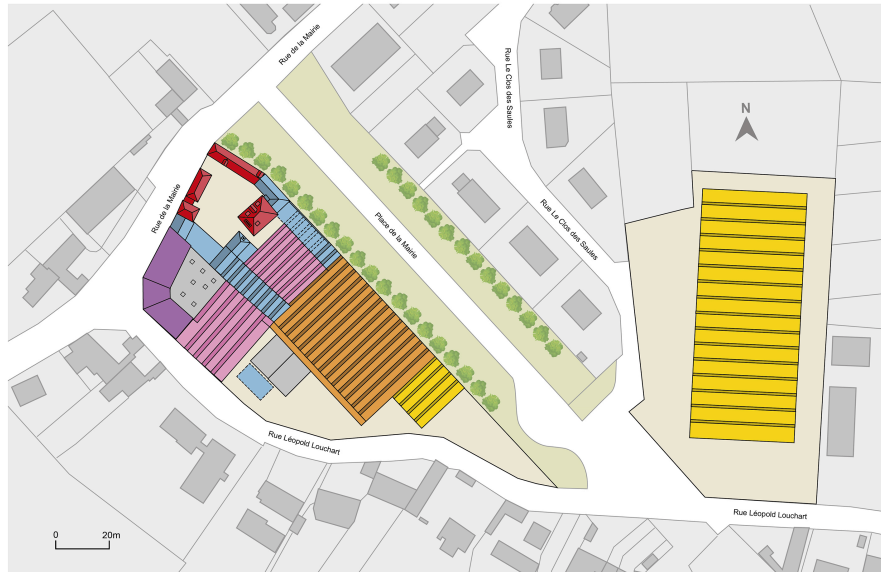 Rue de la Mairie
Rue Le Clos des Saules
N
Rue de la Mairie
Place de la Mairie
Rue Le Clos des Saules
Rue Léopold Louchart
Rue Léopold Louchart
0 20m